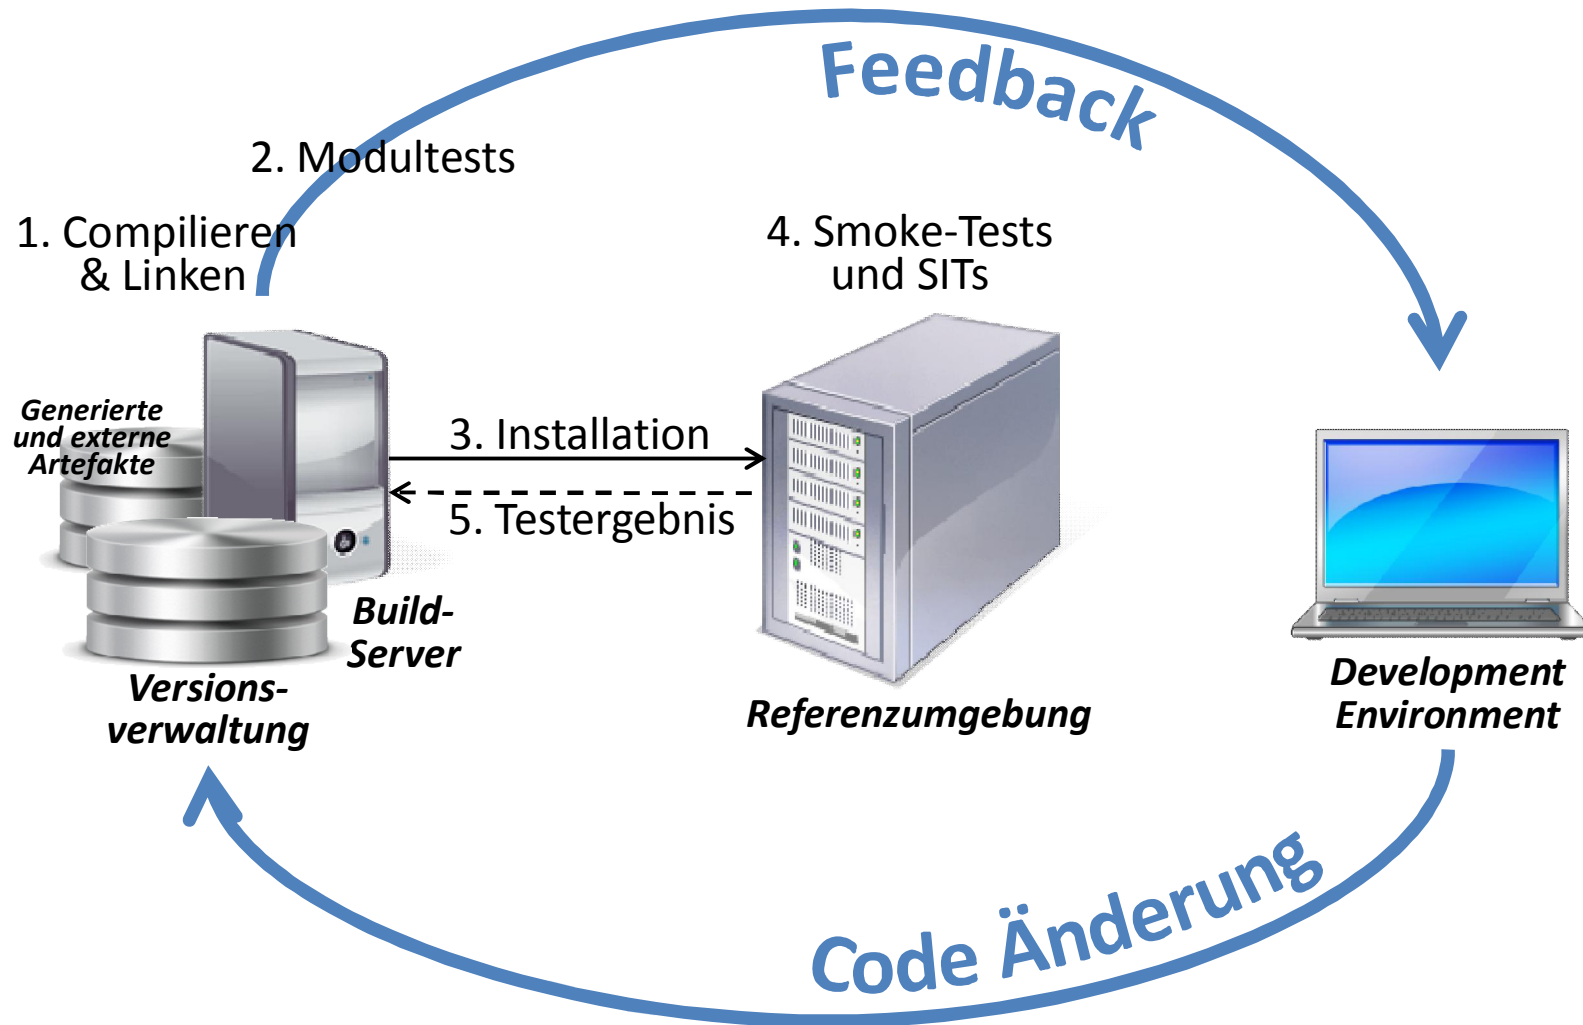 Feedback
2. Modultests
1. Compilieren
& Linken
4. Smoke-Tests
und SITs
Generierte
und externe
Artefakte
3. Installation
5. Testergebnis
Build-
Server
Versions-
verwaltung
Referenzumgebung
Development
Environment
Code Änderung